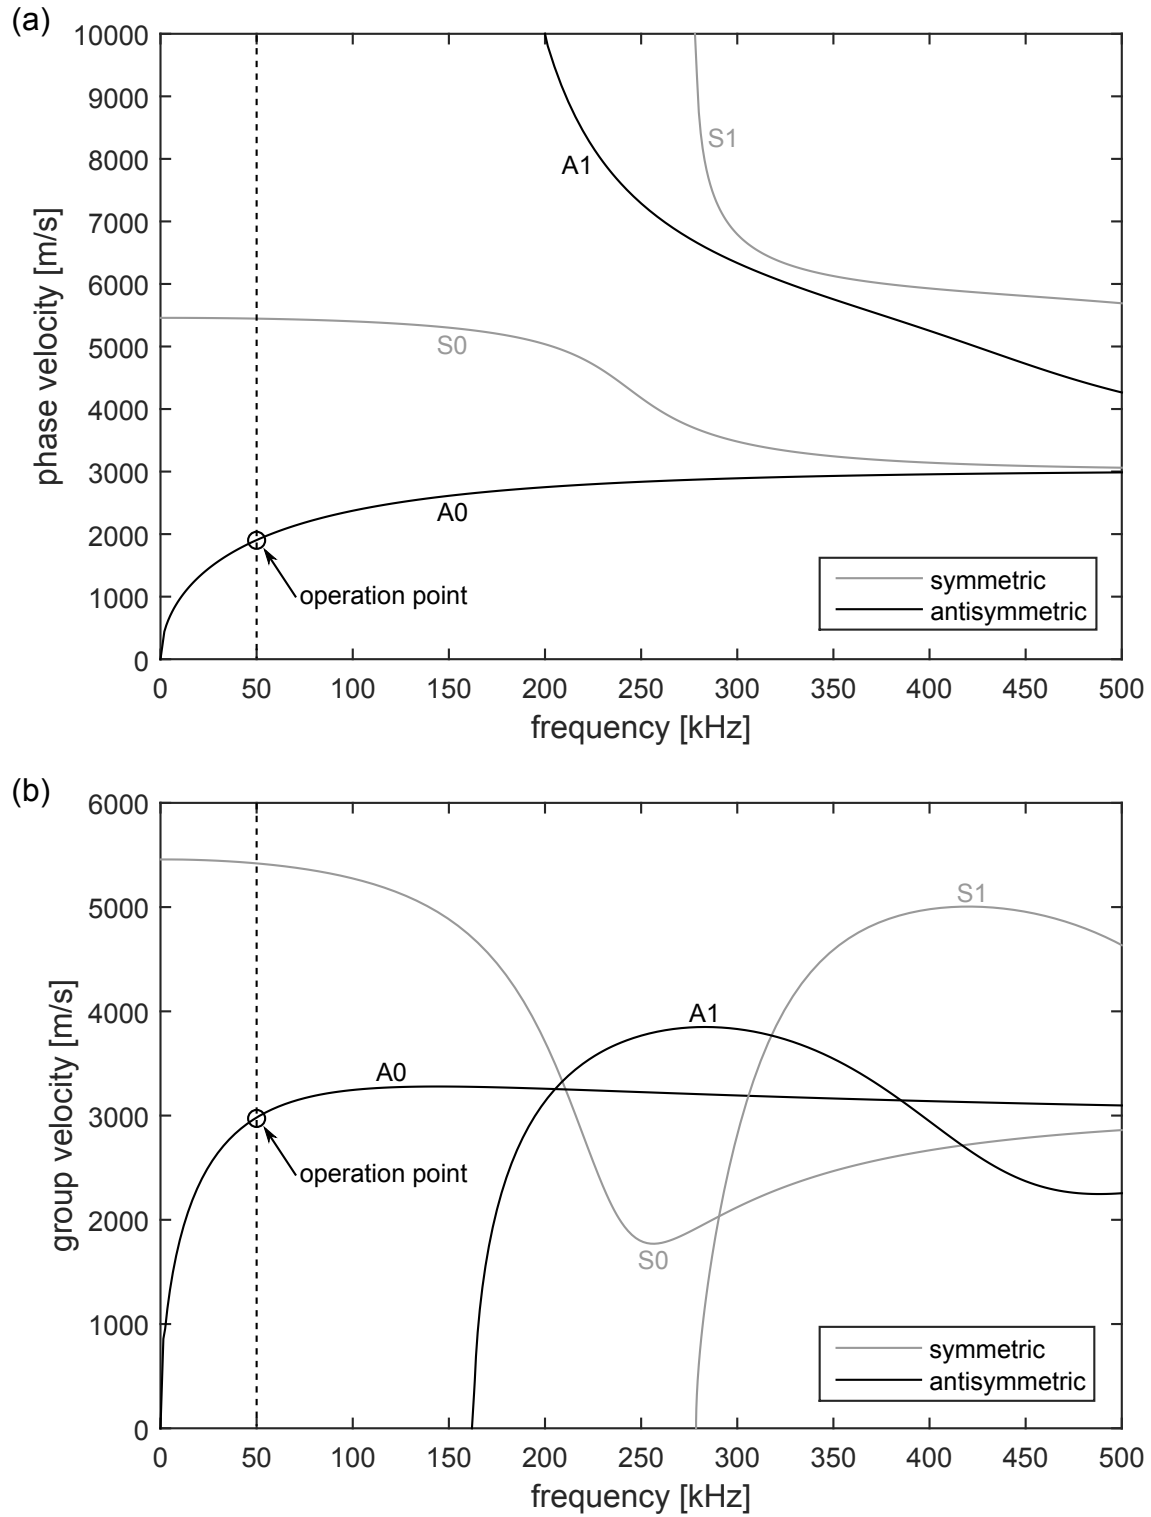 (a)
10000
9000
8000
7000
6000
5000
4000
3000
2000
1000
0
phase velocity [m/s]
S1
A1
S0
A0
operation point
symmetric
antisymmetric
0 50 100 150 200 250 300 350 400 450 500
frequency [kHz]
(b)
6000
5000
4000
3000
2000
1000
0
group velocity [m/s]
S1
A1
A0
operation point
S0
symmetric
antisymmetric
0 50 100 150 200 250 300 350 400 450 500
frequency [kHz]